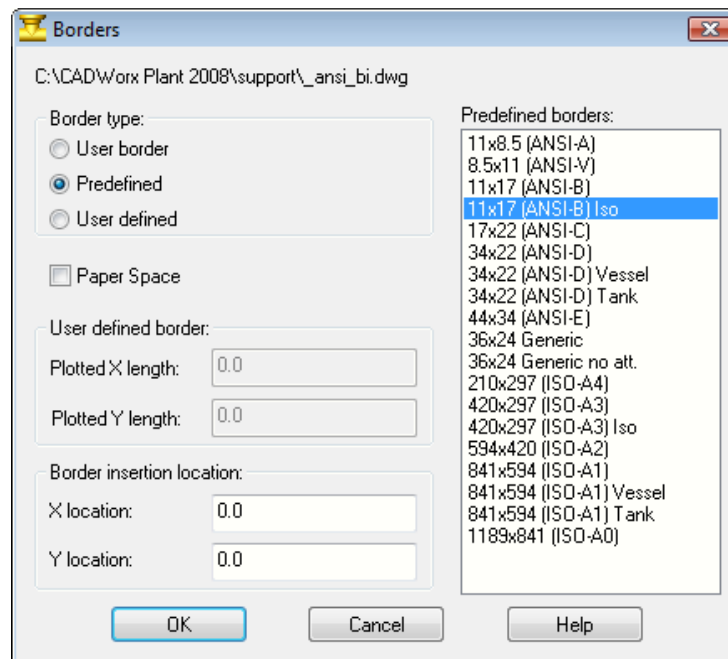 Borders
C:\CADWorx Plant 2008\support\_ansi_bi.dwg
Border type:
User border
Predefined
User defined
Paper Space
User defined border:
Plotted X length: 0.0
Plotted Y length: 0.0
Border insertion location:
X location: 0.0
Y location: 0.0
Predefined borders:
11x8.5 (ANSI-A)
8.5x11 (ANSI-V)
11x17 (ANSI-B)
11x17 (ANSI-B) Iso
17x22 (ANSI-C)
34x22 (ANSI-D)
34x22 (ANSI-D) Vessel
34x22 (ANSI-D) Tank
44x34 (ANSI-E)
36x24 Generic
36x24 Generic no att.
210x297 (ISO-A4)
420x297 (ISO-A3)
420x297 (ISO-A3) Iso
594x420 (ISO-A2)
841x594 (ISO-A1)
841x594 (ISO-A1) Vessel
841x594 (ISO-A1) Tank
1189x841 (ISO-A0)
OK Cancel Help